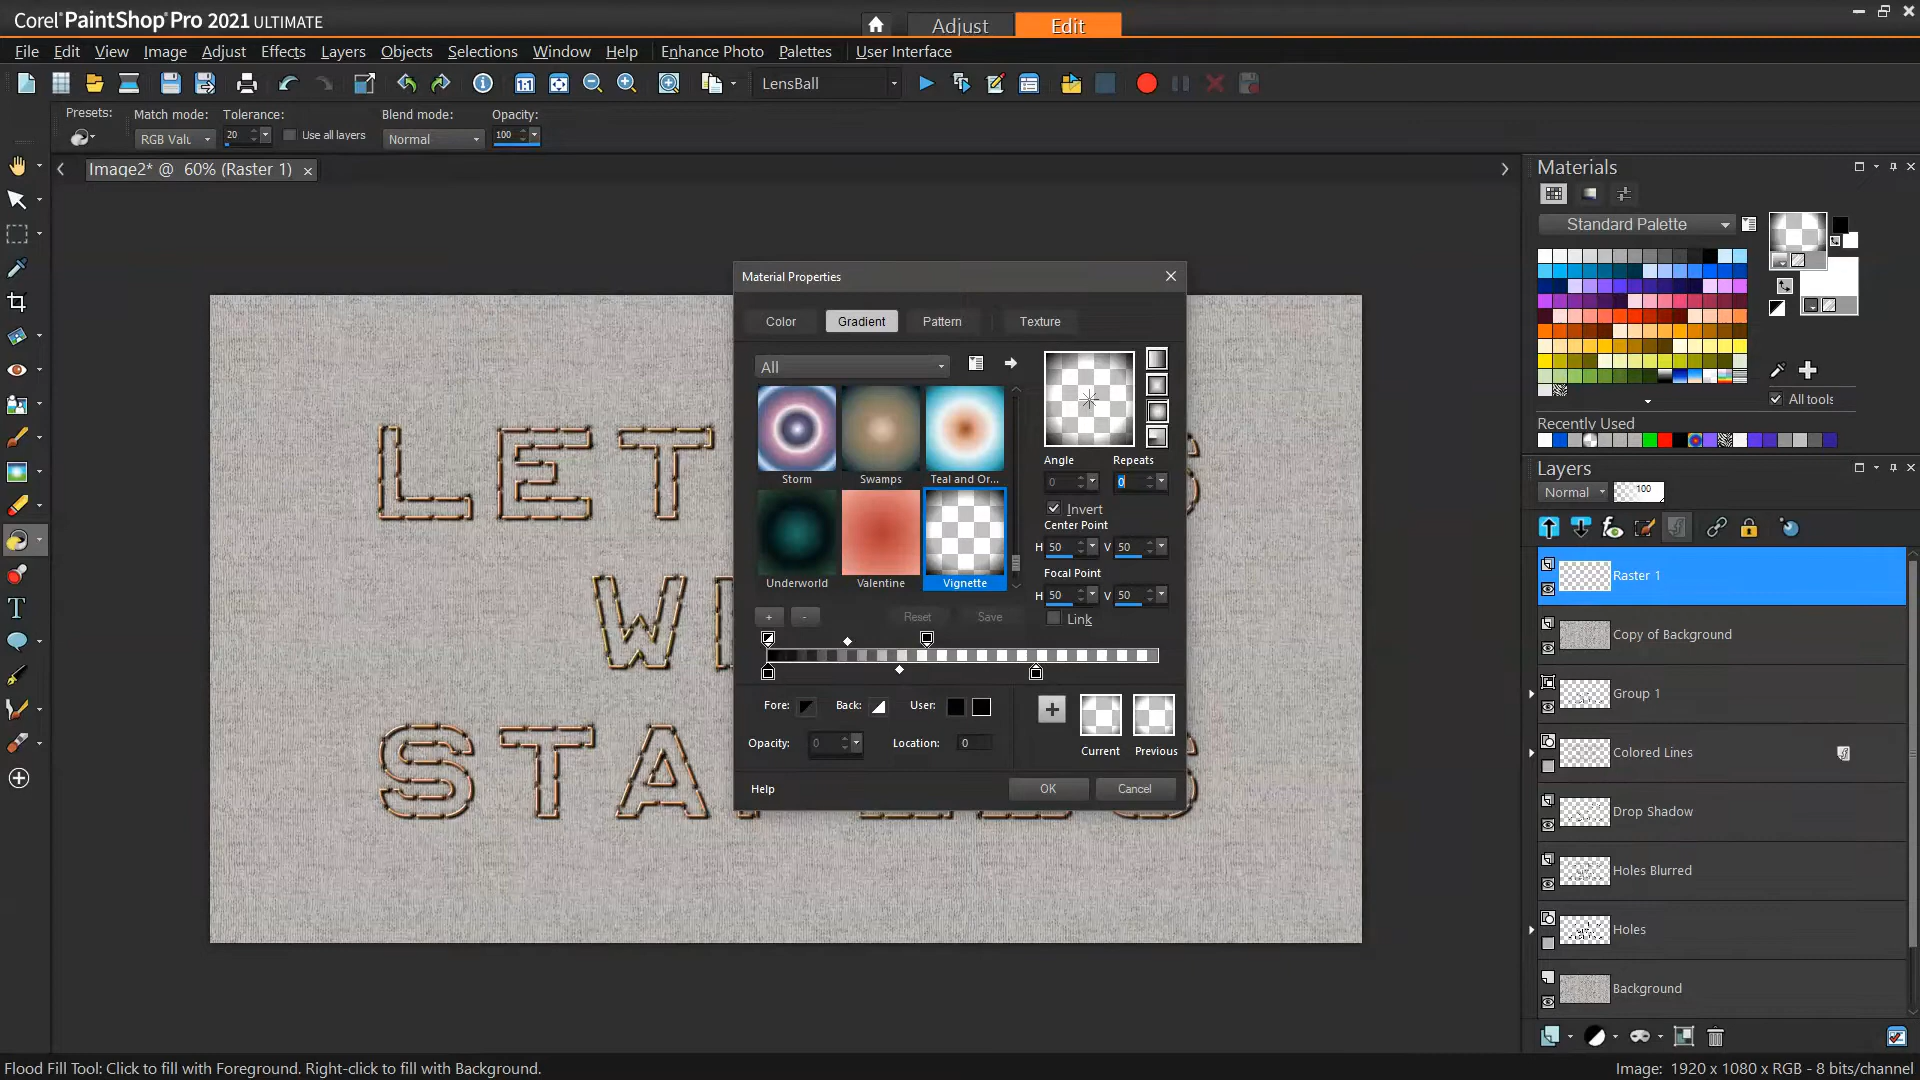 Corel® PaintShop® Pro 2021 ULTIMATE
Adjust
Edit
File Edit View Image Adjust Effects Layers Objects Selections Window Help Enhance Photo Palettes User Interface
LensBall
Presets:
Match mode:
Tolerance:
Blend mode:
Opacity:
RGB Valu
20
Use all layers
Normal
100
Image2* @ 60% (Raster 1)
LET
S
WE
STAPLES
Material Properties
Color
Gradient
Pattern
Texture
All
Storm
Swamps
Teal and Or...
Underworld
Valentine
Vignette
Angle
Repeats
0
0
Invert
Center Point
H 50 V 50
Focal Point
H 50 V 50
Link
+
-
Reset
Save
Fore:
Back:
User:
Opacity: 0
Location: 0
Current
Previous
Help
OK
Cancel
Materials
Standard Palette
All tools
Recently Used
Layers
Normal
100
Raster 1
Copy of Background
Group 1
Colored Lines
Drop Shadow
Holes Blurred
Holes
Background
Flood Fill Tool: Click to fill with Foreground. Right-click to fill with Background.
Image: 1920 x 1080 x RGB - 8 bits/channel